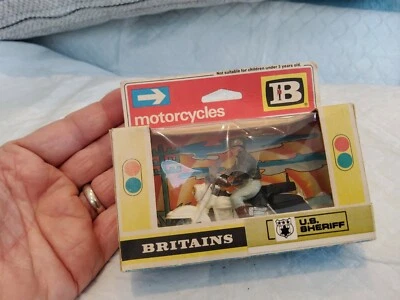 Not suitable for children under 3 years old
B
motorcycles
BRITAINS
U.S.
SHERIFF